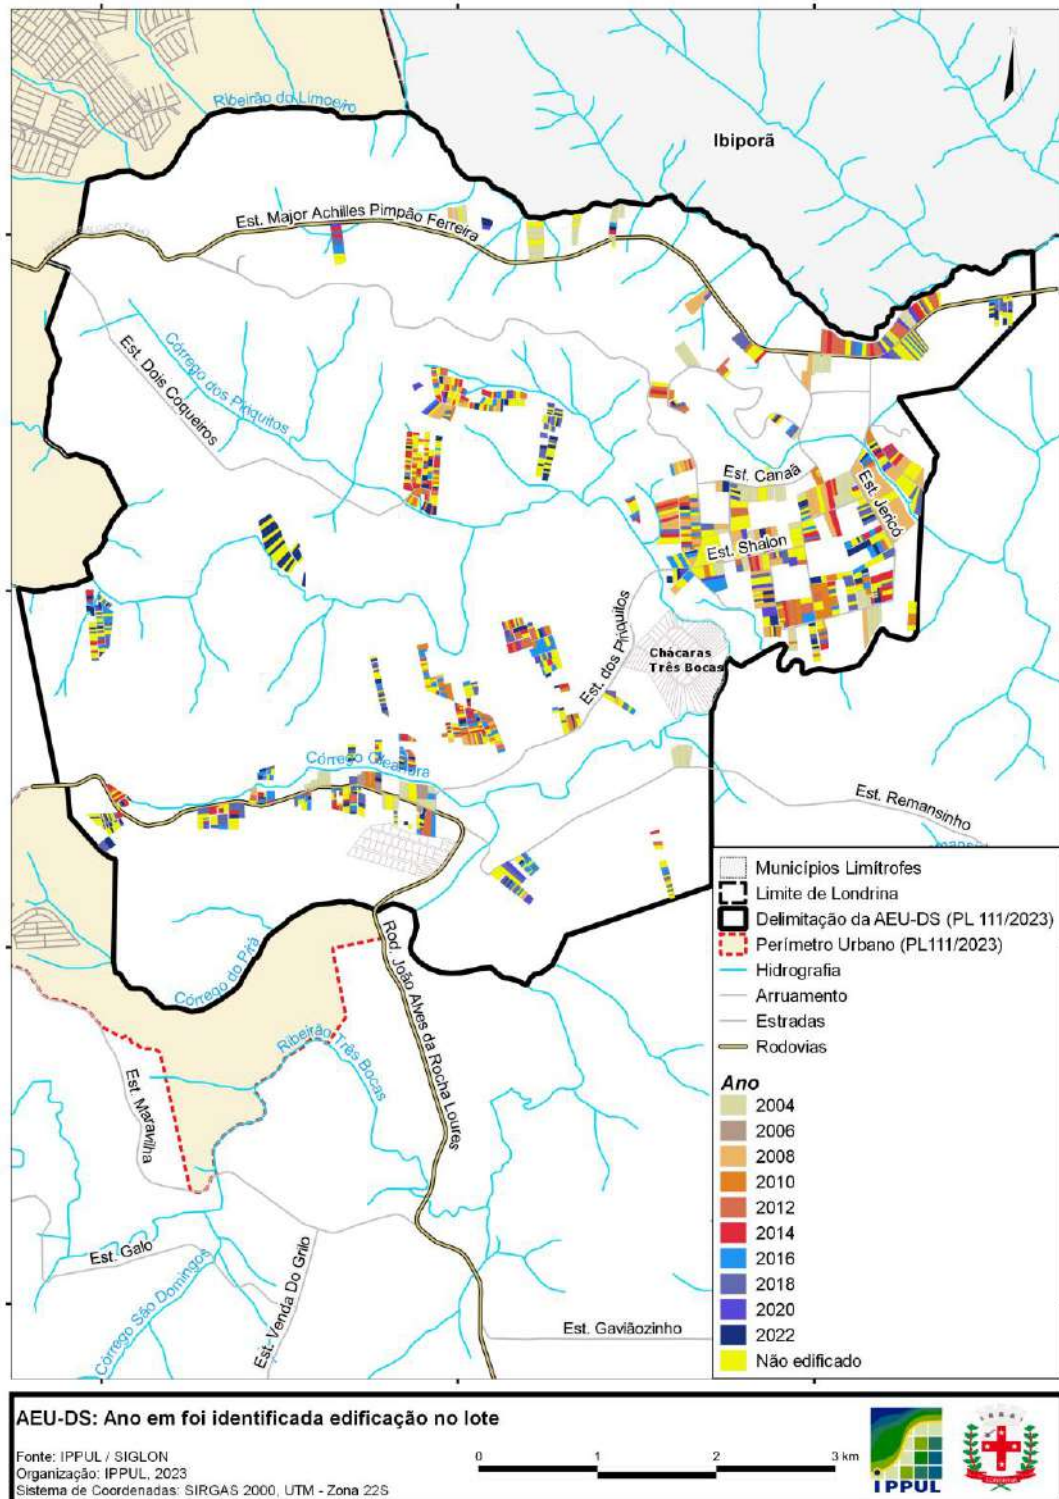 N
Ribeirão do Limoeiro
Ibiporã
Est. Major Achilles Pimpão Ferreira
Est. Dois Coqueiros
Córrego dos Piriquitos
Est. Canaã
Est. Jericó
Est. Shalon
Est. dos Piriquitos
Chácaras
Três Bocas
Córrego Cleandra
Est. Remansinho
Córrego do Pirá
Rod. João Alves da Rocha Loures
Ribeirão Três Bocas
Est. Maravilha
Est. Galo
Córrego São Domingos
Est. Venda Do Grilo
Est. Gaviãozinho
Municípios Limítrofes
Limite de Londrina
Delimitação da AEU-DS (PL 111/2023)
Perímetro Urbano (PL111/2023)
Hidrografia
Arruamento
Estradas
Rodovias
Ano
2004
2006
2008
2010
2012
2014
2016
2018
2020
2022
Não edificado
AEU-DS: Ano em foi identificada edificação no lote
Fonte: IPPUL / SIGLON
Organização: IPPUL, 2023
Sistema de Coordenadas: SIRGAS 2000, UTM - Zona 22S
0 1 2 3 km
IPPUL